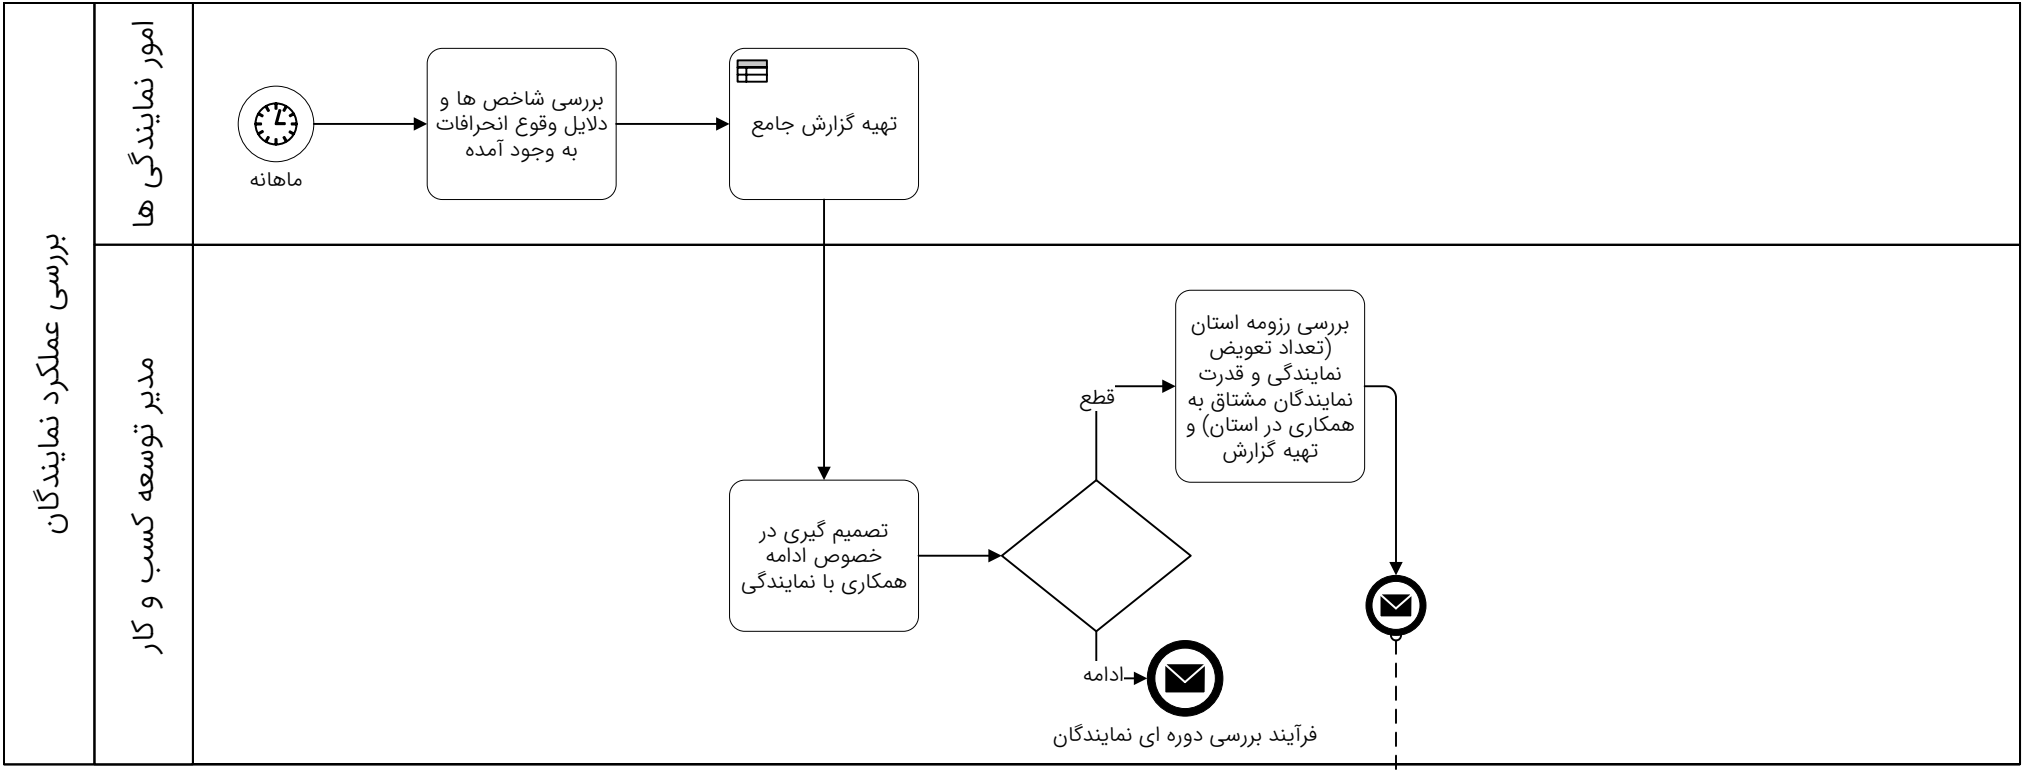 بررسی عملکرد نمایندگان
امور نمایندگی ها
ماهانه
بررسی شاخص ها و
دلایل وقوع انحرافات
به وجود آمده
تهیه گزارش جامع
مدیر توسعه کسب و کار
تصمیم گیری در
خصوص ادامه
همکاری با نمایندگی
قطع
بررسی رزومه استان
(تعداد تعویض
نمایندگی و قدرت
نمایندگان مشتاق به
همکاری در استان) و
تهیه گزارش
ادامه
فرآیند بررسی دوره ای نمایندگان